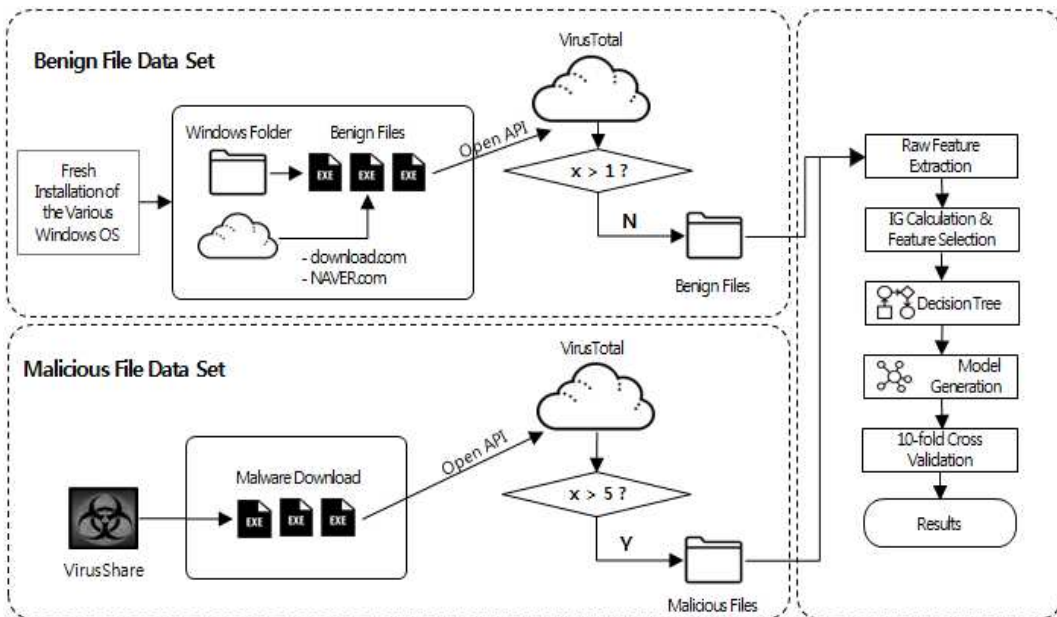 Benign File Data Set
VirusTotal
Windows Folder
Benign Files
Open API
EXE
EXE
EXE
Fresh
Installation of
the Various
Windows OS
- download.com
- NAVER.com
x > 1 ?
N
Benign Files
Malicious File Data Set
VirusTotal
Malware Download
Open API
EXE
EXE
EXE
VirusShare
x > 5 ?
Y
Malicious Files
Raw Feature
Extraction
IG Calculation &
Feature Selection
Decision Tree
Model
Generation
10-fold Cross
Validation
Results